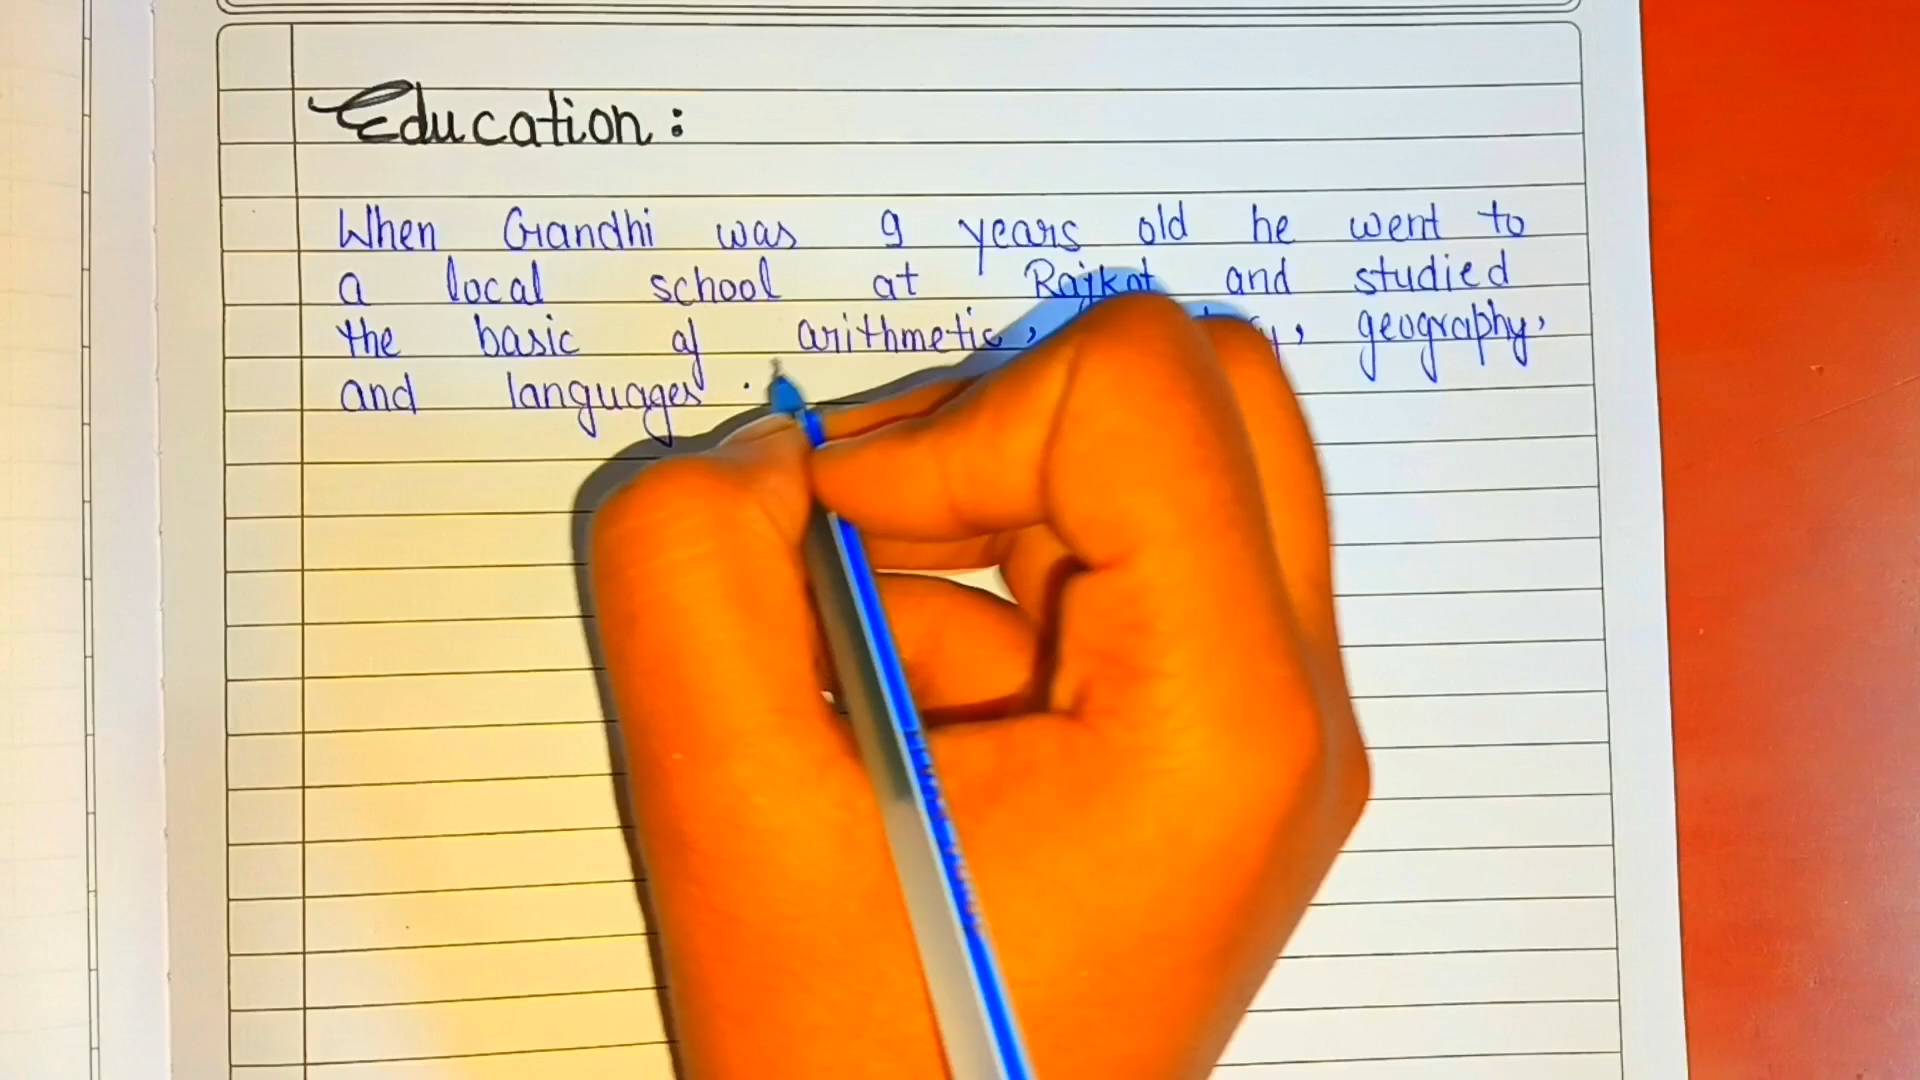 Education :
When Gandhi was 9 years old he went to
a local school at Rajkot and studied
the basic of arithmetic, geography,
and languages .